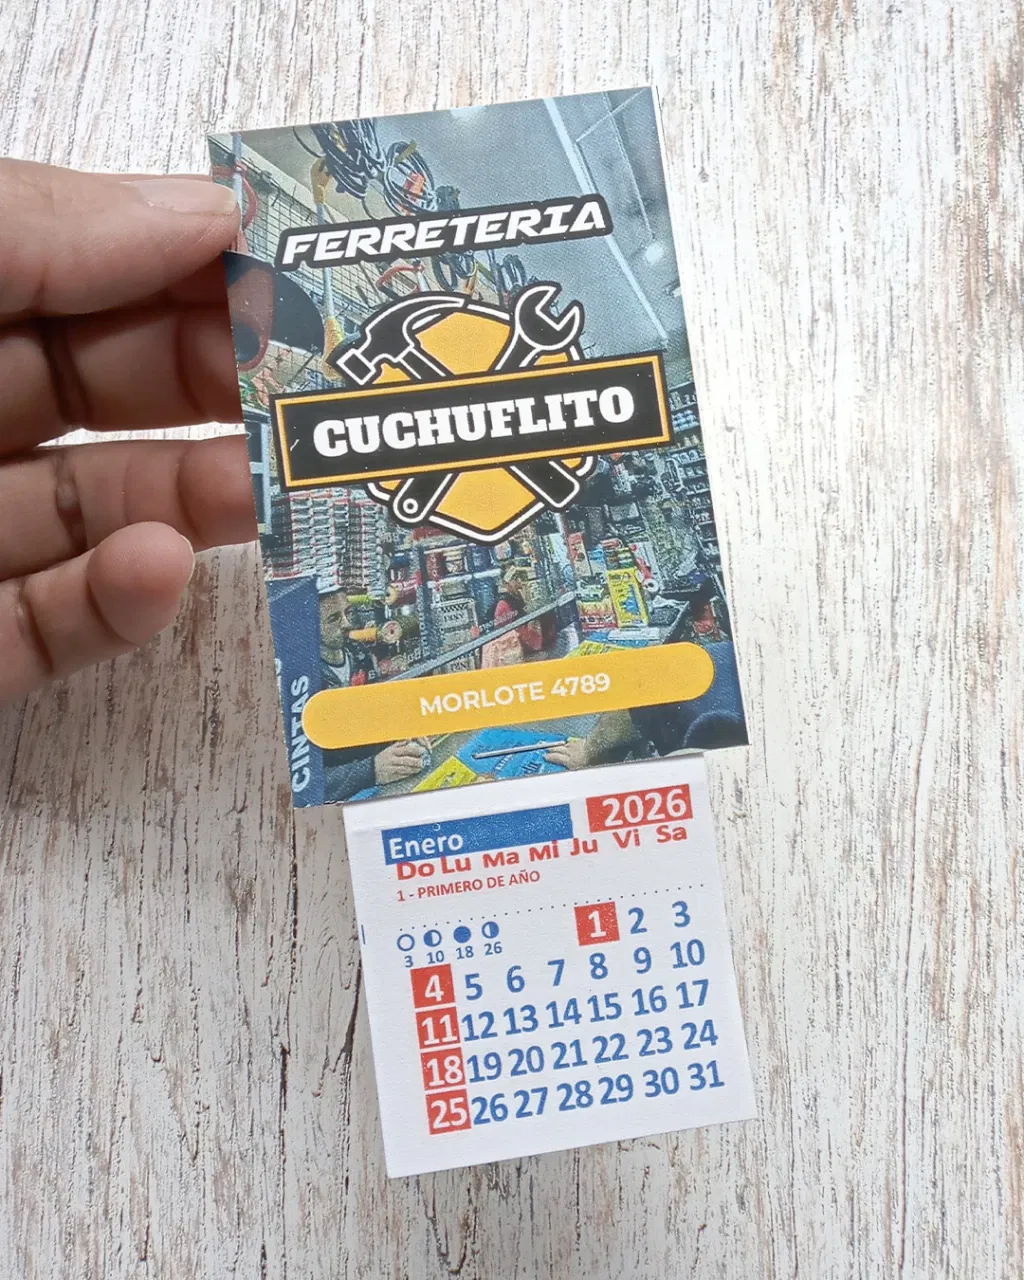 FERRETERIA
CUCHUFLITO
MORLOTE 4789
CINTAS
Enero 2026
Do Lu Ma Mi Ju Vi Sa
1 - PRIMERO DE AÑO
3 10 18 26
1 2 3
4 5 6 7 8 9 10
11 12 13 14 15 16 17
18 19 20 21 22 23 24
25 26 27 28 29 30 31